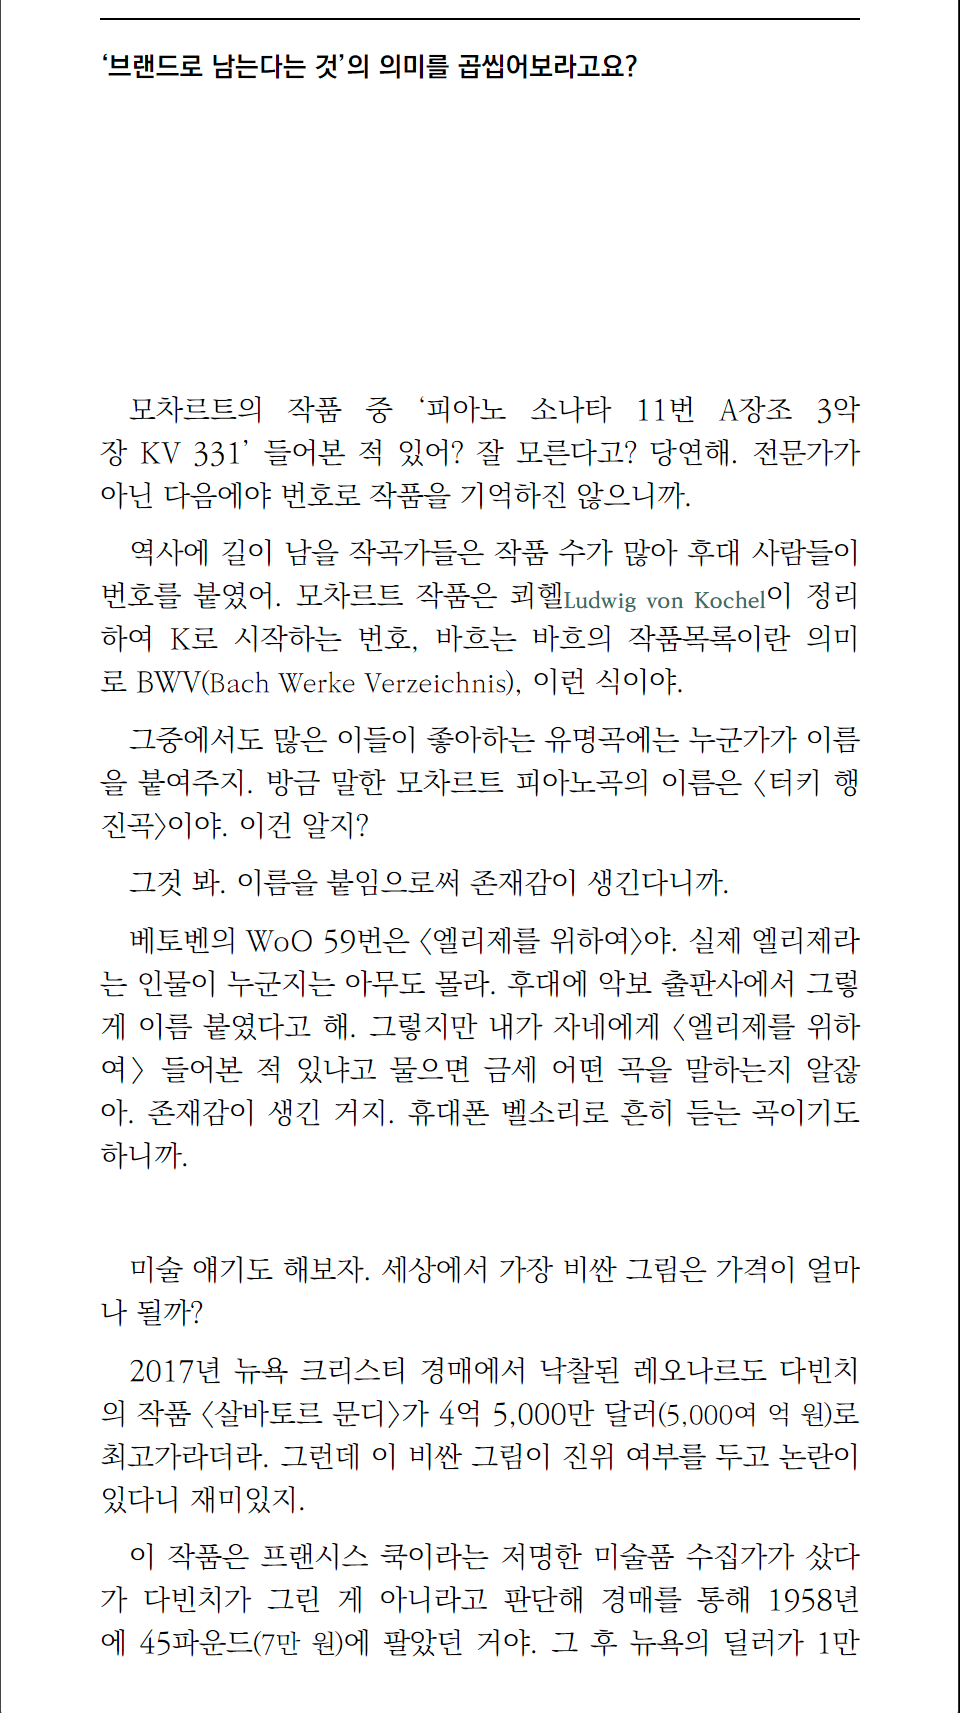 ‘브랜드로 남는다는 것’의 의미를 곱씹어보라고요?
모차르트의 작품 중 ‘피아노 소나타 11번 A장조 3악
장 KV 331’ 들어본 적 있어? 잘 모른다고? 당연해. 전문가가
아닌 다음에야 번호로 작품을 기억하진 않으니까.
역사에 길이 남을 작곡가들은 작품 수가 많아 후대 사람들이
번호를 붙였어. 모차르트 작품은 쾨헬Ludwig von Kochel이 정리
하여 K로 시작하는 번호, 바흐는 바흐의 작품목록이란 의미
로 BWV(Bach Werke Verzeichnis), 이런 식이야.
그중에서도 많은 이들이 좋아하는 유명곡에는 누군가가 이름
을 붙여주지. 방금 말한 모차르트 피아노곡의 이름은 〈터키 행
진곡〉이야. 이건 알지?
그것 봐. 이름을 붙임으로써 존재감이 생긴다니까.
베토벤의 WoO 59번은 〈엘리제를 위하여〉야. 실제 엘리제라
는 인물이 누군지는 아무도 몰라. 후대에 악보 출판사에서 그렇
게 이름 붙였다고 해. 그렇지만 내가 자네에게 〈엘리제를 위하
여〉 들어본 적 있냐고 물으면 금세 어떤 곡을 말하는지 알잖
아. 존재감이 생긴 거지. 휴대폰 벨소리로 흔히 듣는 곡이기도
하니까.
미술 얘기도 해보자. 세상에서 가장 비싼 그림은 가격이 얼마
나 될까?
2017년 뉴욕 크리스티 경매에서 낙찰된 레오나르도 다빈치
의 작품 〈살바토르 문디〉가 4억 5,000만 달러(5,000여 억 원)로
최고가라더라. 그런데 이 비싼 그림이 진위 여부를 두고 논란이
있다니 재미있지.
이 작품은 프랜시스 쿡이라는 저명한 미술품 수집가가 샀다
가 다빈치가 그린 게 아니라고 판단해 경매를 통해 1958년
에 45파운드(7만 원)에 팔았던 거야. 그 후 뉴욕의 딜러가 1만